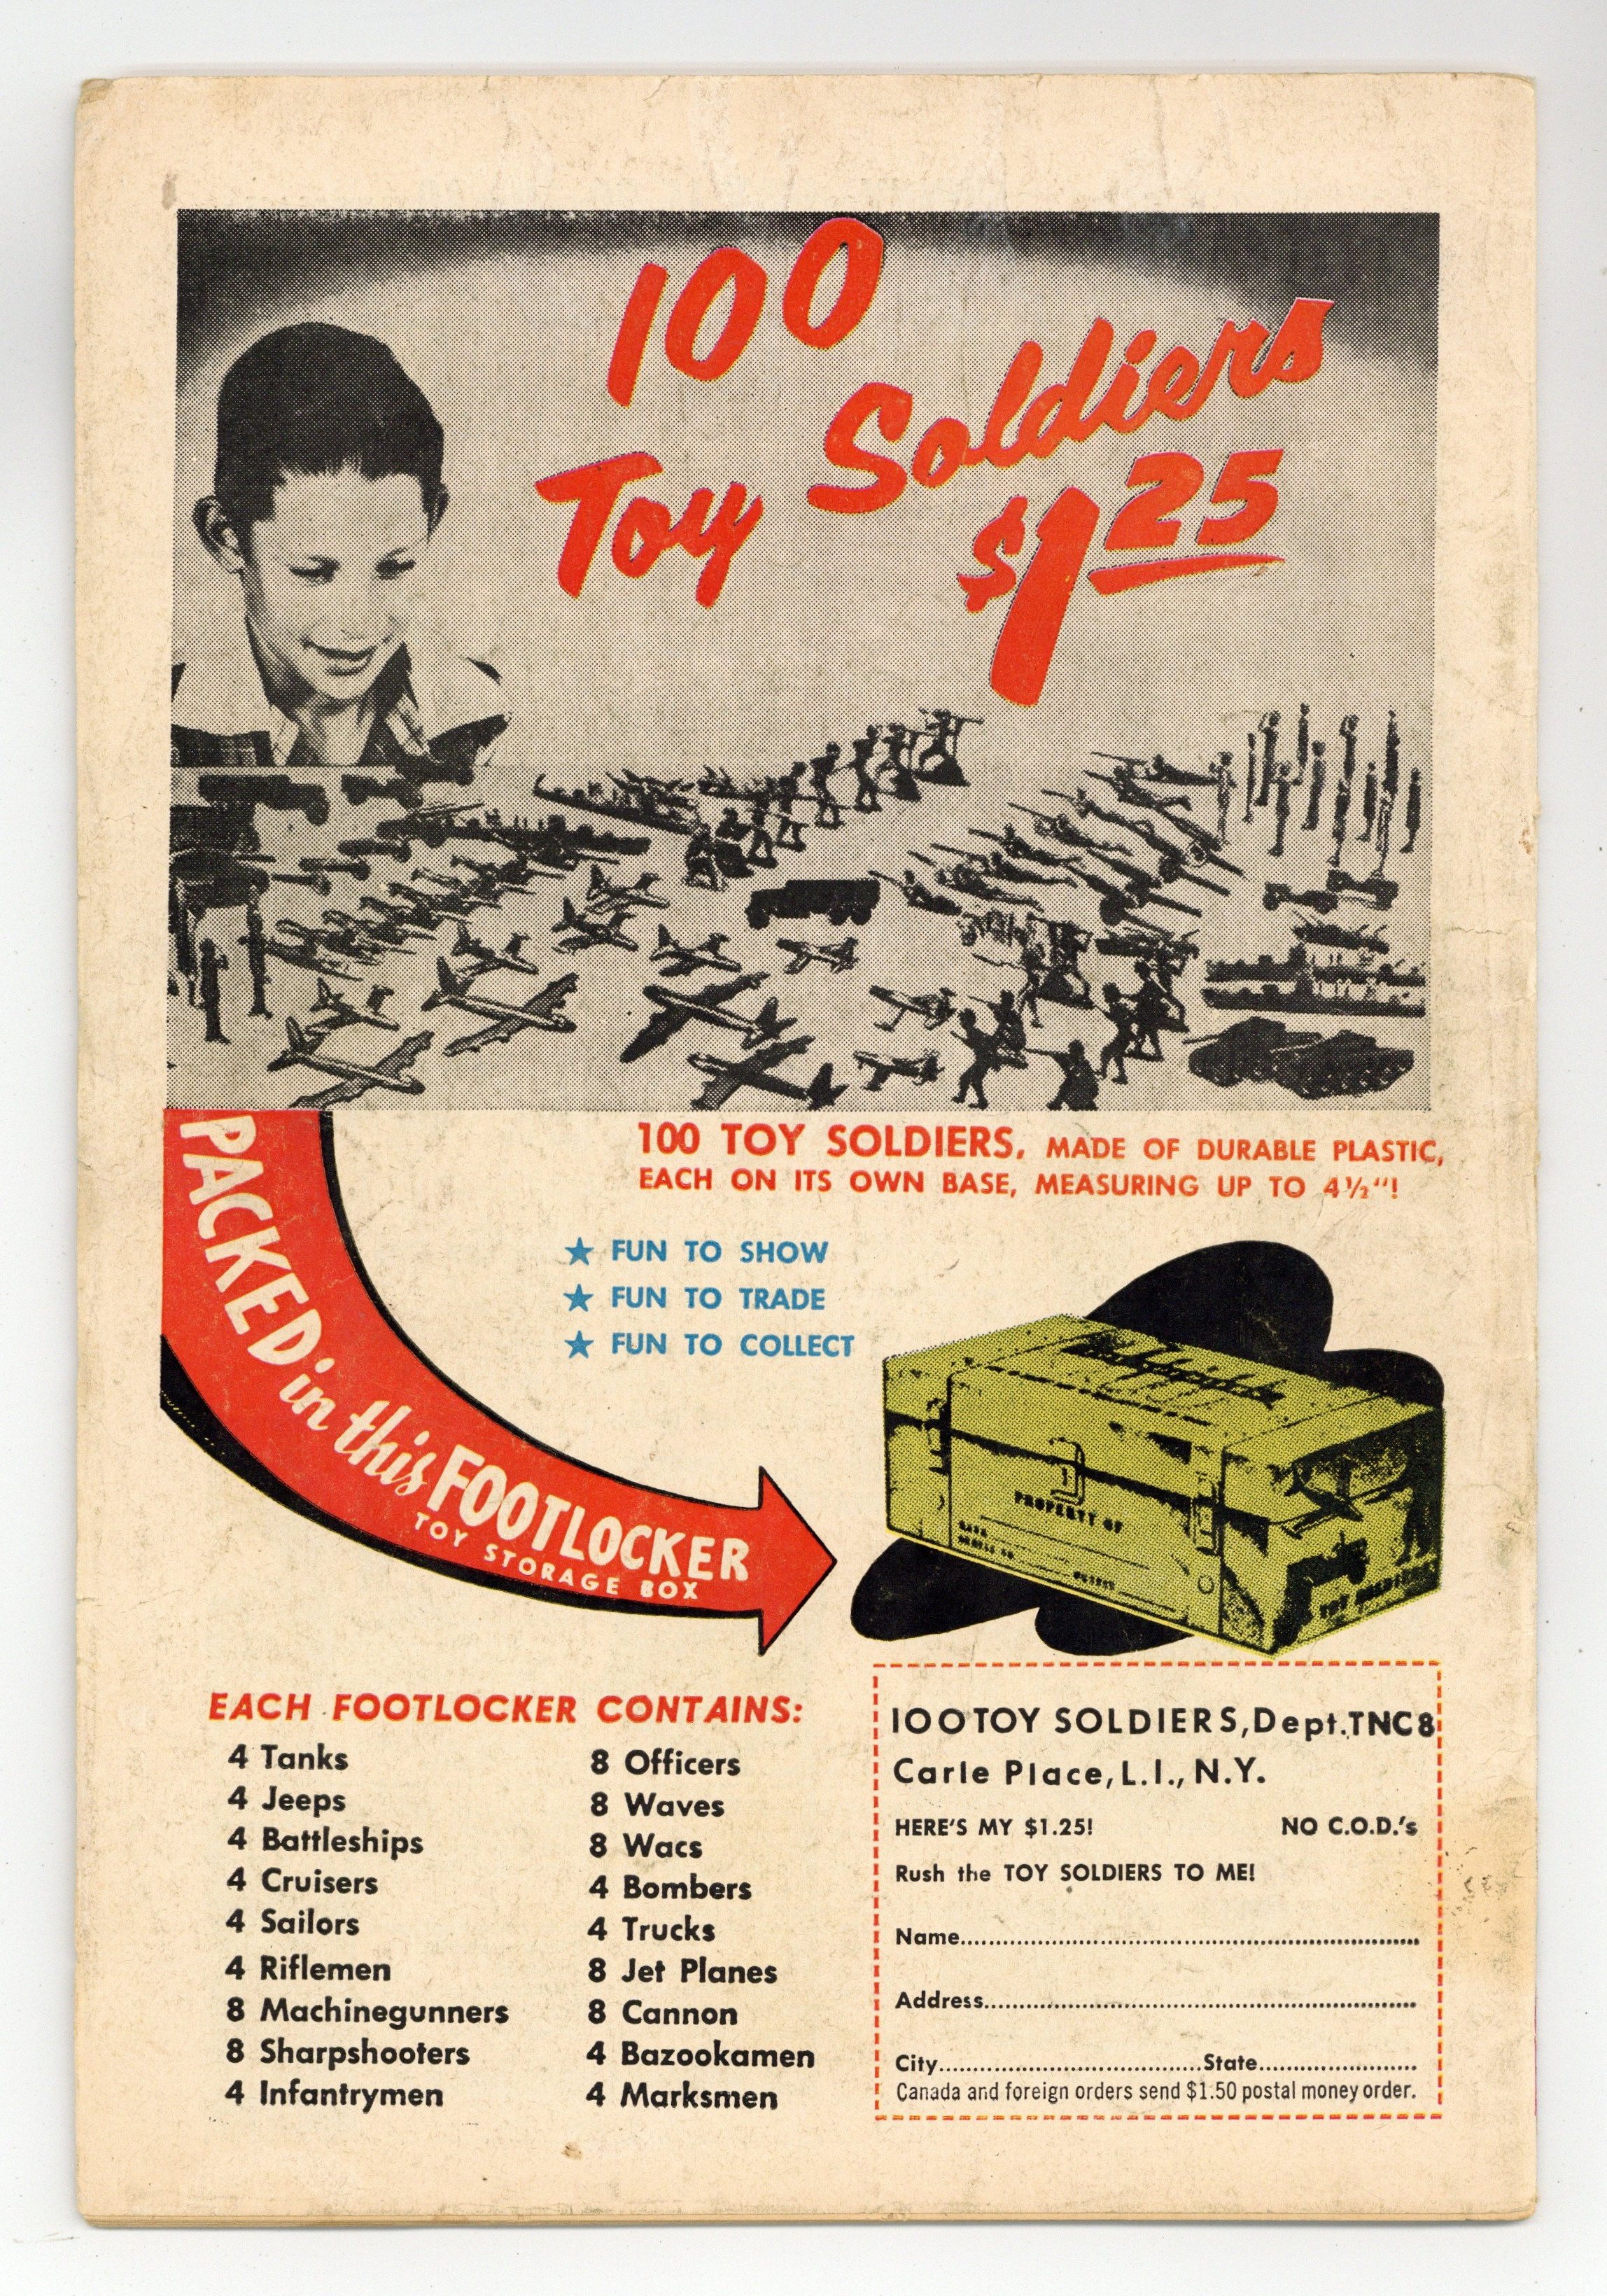 100
Toy Soldiers
$1.25
PACKED in this FOOTLOCKER
TOY STORAGE BOX
100 TOY SOLDIERS, MADE OF DURABLE PLASTIC,
EACH ON ITS OWN BASE, MEASURING UP TO 4½"!
★ FUN TO SHOW
★ FUN TO TRADE
★ FUN TO COLLECT
PROPERTY OF
EACH FOOTLOCKER CONTAINS:
4 Tanks
4 Jeeps
4 Battleships
4 Cruisers
4 Sailors
4 Riflemen
8 Machinegunners
8 Sharpshooters
4 Infantrymen
8 Officers
8 Waves
8 Wacs
4 Bombers
4 Trucks
8 Jet Planes
8 Cannon
4 Bazookamen
4 Marksmen
100 TOY SOLDIERS, Dept. TNC8
Carle Place, L.I., N.Y.
HERE'S MY $1.25! NO C.O.D.'s
Rush the TOY SOLDIERS TO ME!
Name
Address
City State
Canada and foreign orders send $1.50 postal money order.